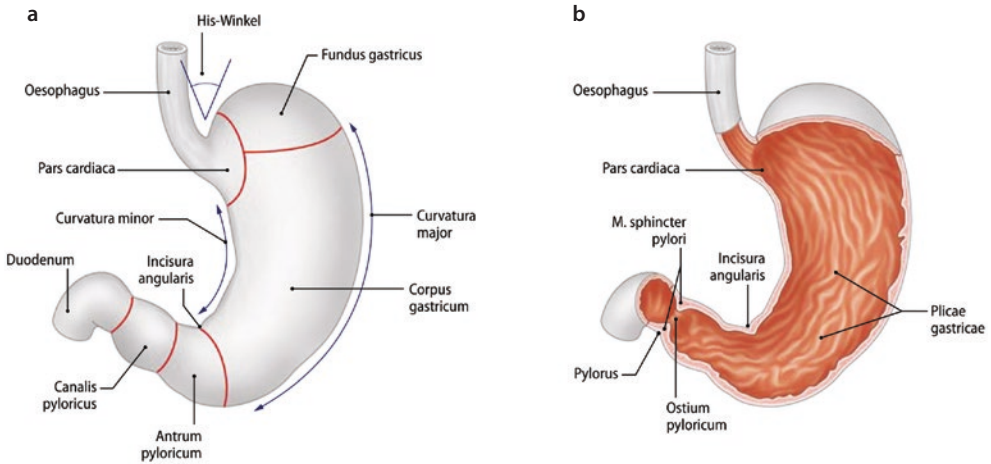 a
His-Winkel
Fundus gastricus
Oesophagus
Pars cardiaca
Curvatura minor
Curvatura
major
Duodenum
Incisura
angularis
Corpus
gastricum
Canalis
pyloricus
Antrum
pyloricum
b
Oesophagus
Pars cardiaca
M. sphincter
pylori
Incisura
angularis
Plicae
gastricae
Pylorus
Ostium
pyloricum